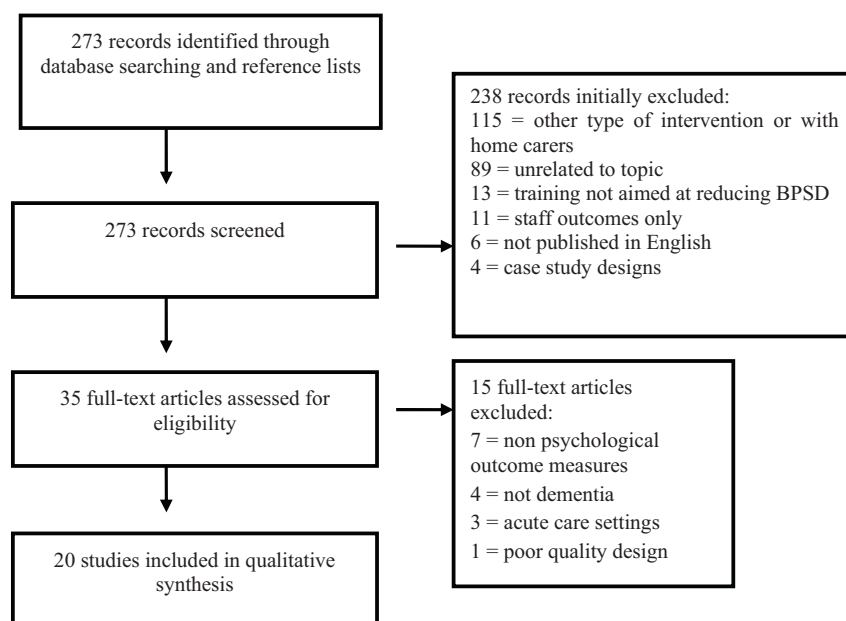 273 records identified through
database searching and reference lists
238 records initially excluded:
115 = other type of intervention or with
home carers
89 = unrelated to topic
13 = training not aimed at reducing BPSD
11 = staff outcomes only
6 = not published in English
4 = case study designs
273 records screened
35 full-text articles assessed for
eligibility
15 full-text articles
excluded:
7 = non psychological
outcome measures
4 = not dementia
3 = acute care settings
1 = poor quality design
20 studies included in qualitative
synthesis